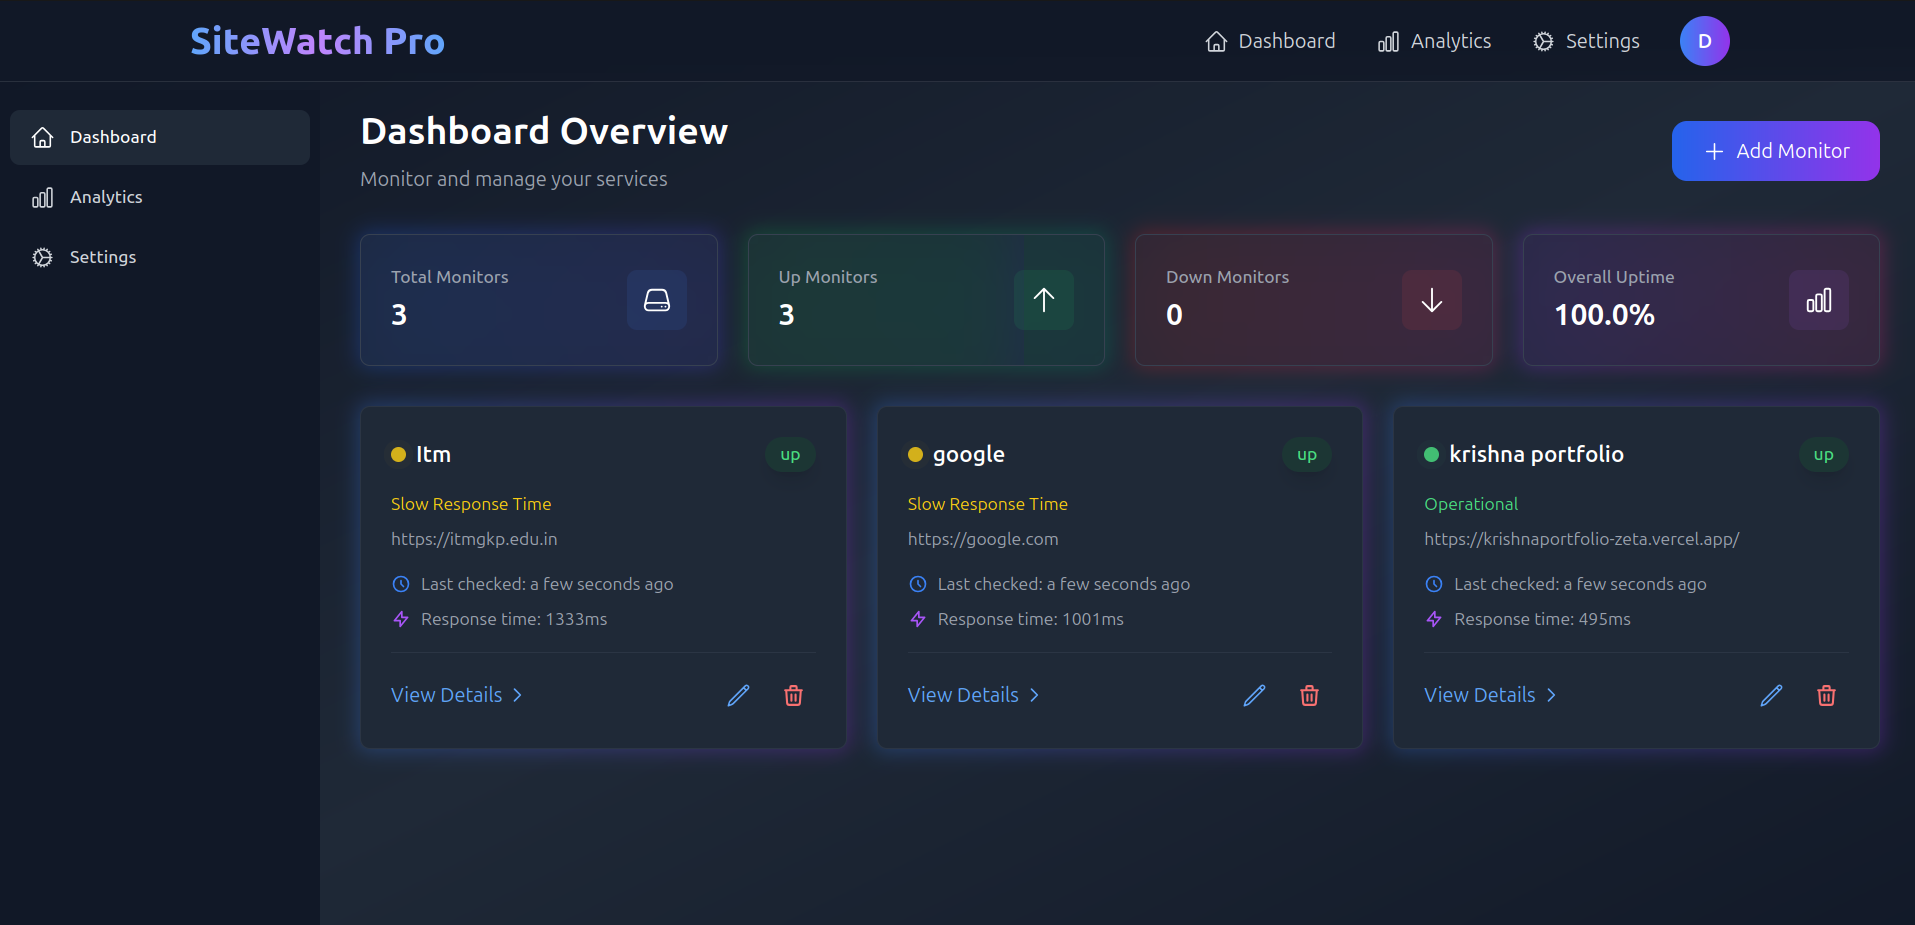 SiteWatch Pro
Dashboard
Analytics
Settings
D
Dashboard
Analytics
Settings
Dashboard Overview
Monitor and manage your services
Add Monitor
Total Monitors
3
Up Monitors
3
Down Monitors
0
Overall Uptime
100.0%
Itm
up
Slow Response Time
https://itmgkp.edu.in
Last checked: a few seconds ago
Response time: 1333ms
View Details
google
up
Slow Response Time
https://google.com
Last checked: a few seconds ago
Response time: 1001ms
View Details
krishna portfolio
up
Operational
https://krishnaportfolio-zeta.vercel.app/
Last checked: a few seconds ago
Response time: 495ms
View Details